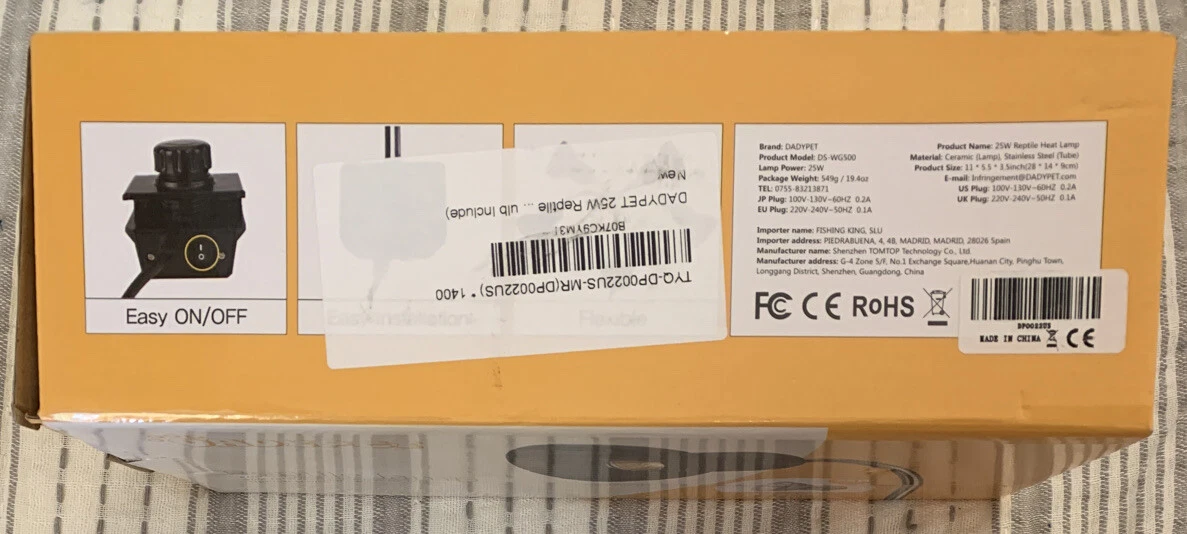 Easy ON/OFF
New
DADYPET 25W Reptile ... ulb Include)
TYQ-DP0022US-MR(DP0022US) * 1400
Easy installation!
Flexible
Brand: DADYPET
Product Model: DS-WG500
Lamp Power: 25W
Package Weight: 549g / 19.4oz
TEL: 0755-83213871
JP Plug: 100V-130V~60HZ 0.2A
EU Plug: 220V-240V~50HZ 0.1A
Product Name: 25W Reptile Heat Lamp
Material: Ceramic (Lamp), Stainless Steel (Tube)
Product Size: 11 * 5.5 * 3.5inch(28 * 14 * 9cm)
E-mail: Infringement@DADYPET.com
US Plug: 100V-130V~60HZ 0.2A
UK Plug: 220V-240V~50HZ 0.1A
Importer name: FISHING KING, SLU
Importer address: PIEDRABUENA, 4, 4B, MADRID, MADRID, 28026 Spain
Manufacturer name: Shenzhen TOMTOP Technology Co., Ltd.
Manufacturer address: G-4 Zone 5/F, No.1 Exchange Square,Huanan City, Pinghu Town,
Longgang District, Shenzhen, Guangdong, China
FC CE RoHS
DP0022US
MADE IN CHINA CE